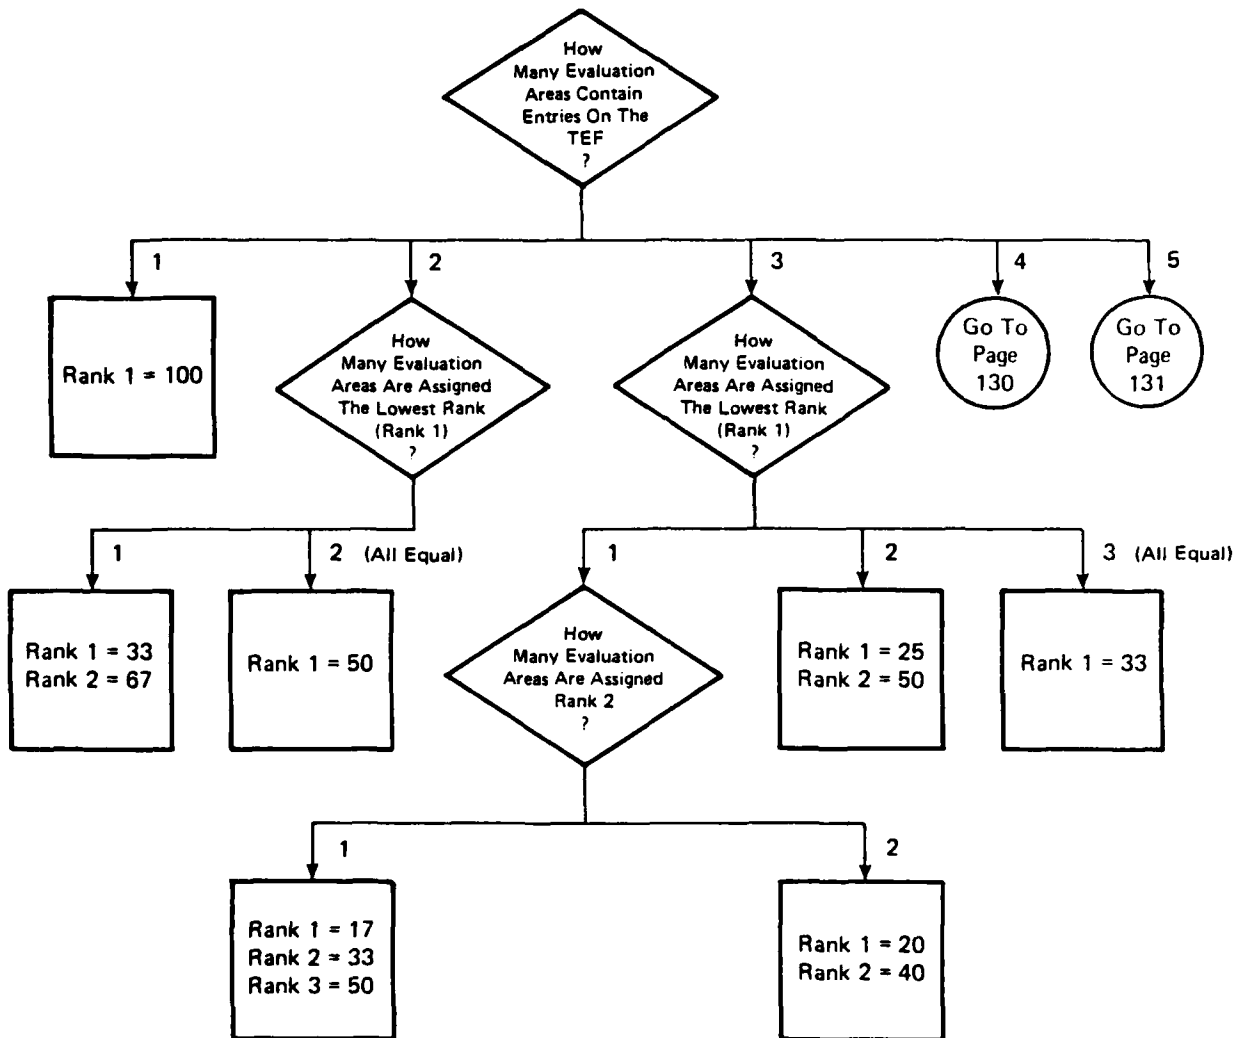 How
Many Evaluation
Areas Contain
Entries On The
TEF
?
1
2
3
4
5
Rank 1 = 100
How
Many Evaluation
Areas Are Assigned
The Lowest Rank
(Rank 1)
?
How
Many Evaluation
Areas Are Assigned
The Lowest Rank
(Rank 1)
?
Go To
Page
130
Go To
Page
131
1
2 (All Equal)
1
2
3 (All Equal)
Rank 1 = 33
Rank 2 = 67
Rank 1 = 50
How
Many Evaluation
Areas Are Assigned
Rank 2
?
Rank 1 = 25
Rank 2 = 50
Rank 1 = 33
1
2
Rank 1 = 17
Rank 2 = 33
Rank 3 = 50
Rank 1 = 20
Rank 2 = 40